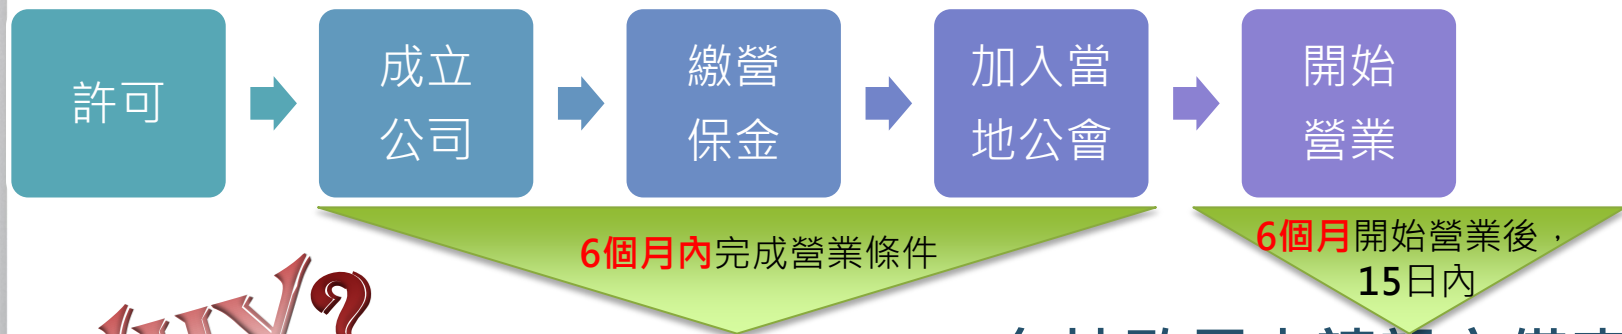 許可
成立
公司
繳營
保金
加入當
地公會
開始
營業
6個月內完成營業條件
6個月開始營業後，
15日內